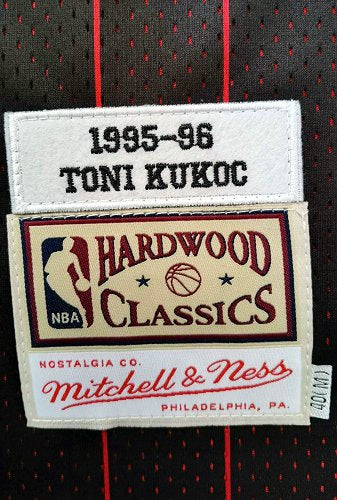 1995-96
TONI KUKOC
HARDWOOD
CLASSICS
NBA
NOSTALGIA CO.
Mitchell & Ness
PHILADELPHIA, PA.
40(M)